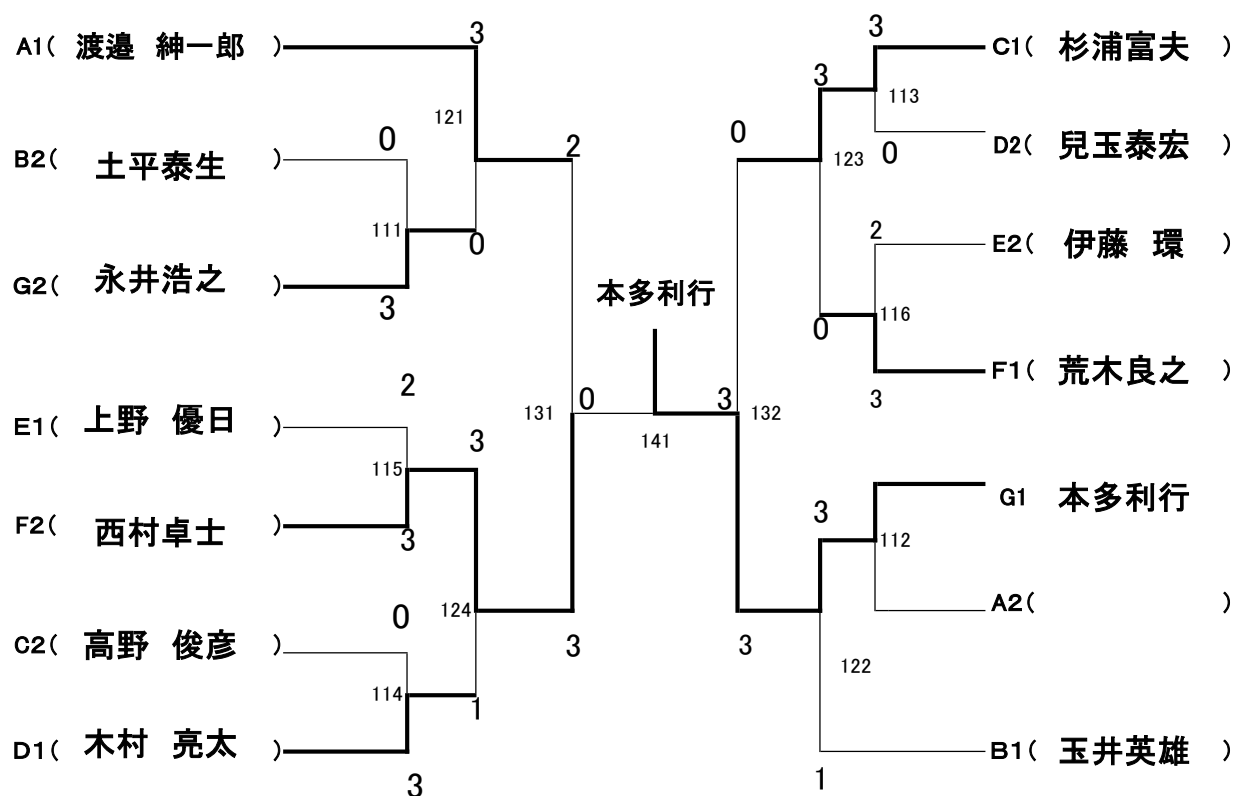 A1( 渡邉 紳一郎 )
3
121
0
B2( 土平泰生 )
2
111
0
G2( 永井浩之 )
3
2
E1( 上野 優日 )
115
3
F2( 西村卓士 )
3
131
0
0
124
C2( 高野 俊彦 )
3
114
1
D1( 木村 亮太 )
3
本多利行
141
3
C1( 杉浦富夫 )
3
113
0
D2( 兒玉泰宏 )
0
123
2
E2( 伊藤 環 )
116
0
F1( 荒木良之 )
3
3
132
G1 本多利行
3
112
A2( )
3
122
B1( 玉井英雄 )
1